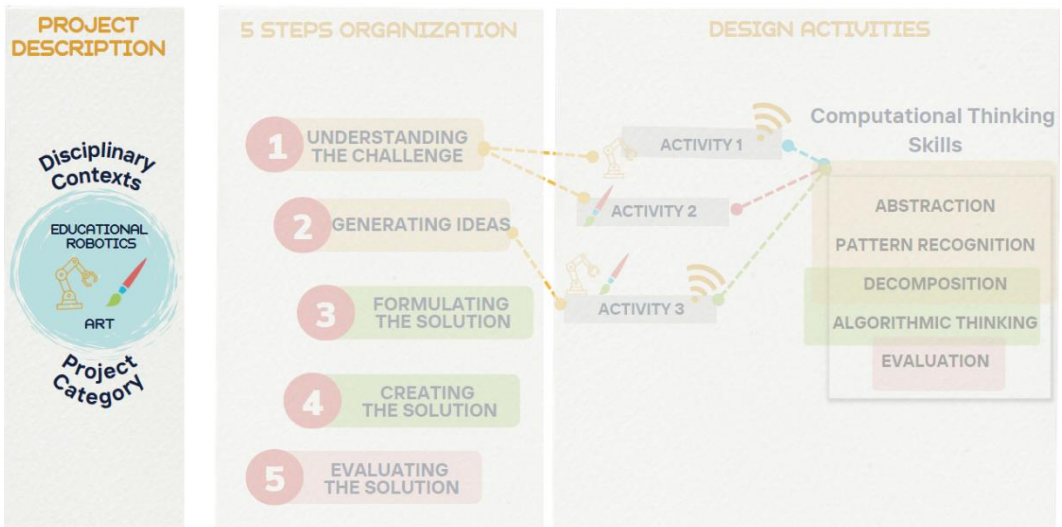 PROJECT
DESCRIPTION
Disciplinary
Contexts
EDUCATIONAL
ROBOTICS
ART
Project
Category
5 STEPS ORGANIZATION
1
UNDERSTANDING
THE CHALLENGE
2
GENERATING IDEAS
3
FORMULATING
THE SOLUTION
4
CREATING
THE SOLUTION
5
EVALUATING
THE SOLUTION
DESIGN ACTIVITIES
ACTIVITY 1
ACTIVITY 2
ACTIVITY 3
Computational Thinking
Skills
ABSTRACTION
PATTERN RECOGNITION
DECOMPOSITION
ALGORITHMIC THINKING
EVALUATION